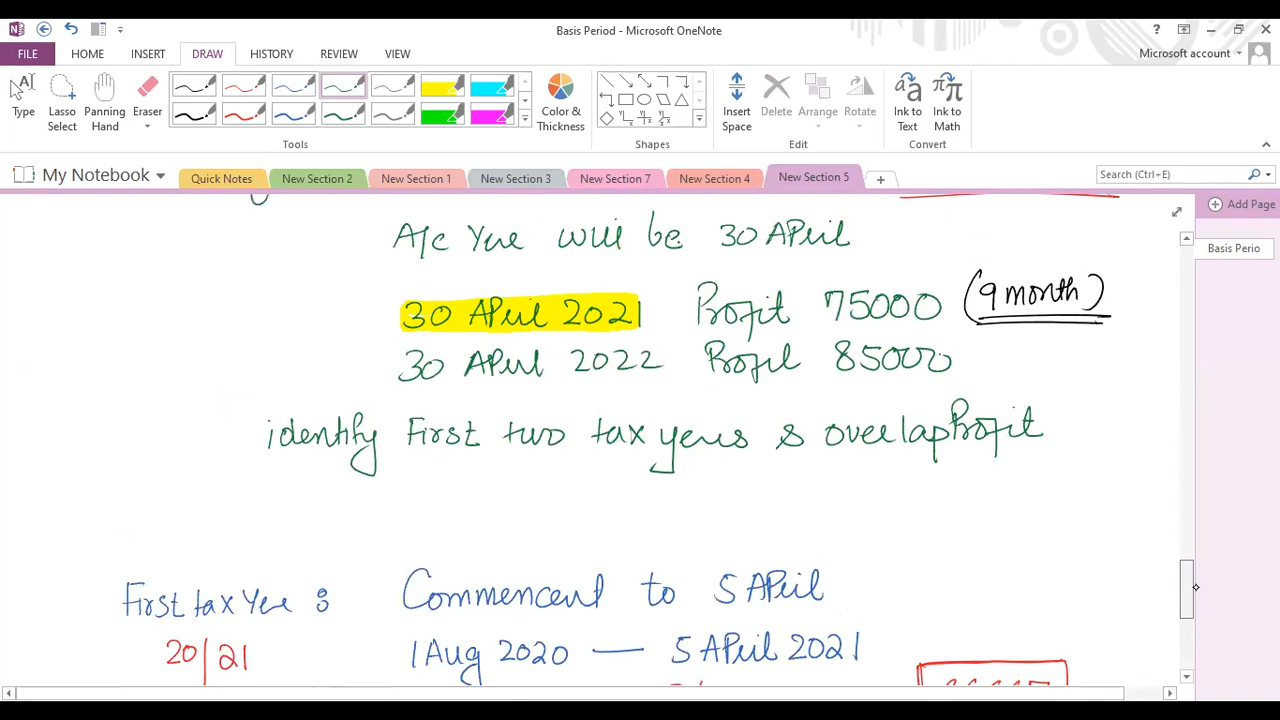 Basis Period - Microsoft OneNote
FILE HOME INSERT DRAW HISTORY REVIEW VIEW
Microsoft account
Type Lasso Select Panning Hand Eraser Color & Thickness Insert Space Delete Arrange Rotate Ink to Text Ink to Math
Tools Shapes Edit Convert
My Notebook Quick Notes New Section 2 New Section 1 New Section 3 New Section 7 New Section 4 New Section 5 Search (Ctrl+E)
Add Page
Basis Perio
A/c Yere will be 30 APril
30 APril 2021 Profit 75000 (9 month)
30 APril 2022 Profit 85000
identify First two tax yeres & overlap Profit
First tax Yere : Commencent to 5 APril
20/21 1 Aug 2020 — 5 APril 2021